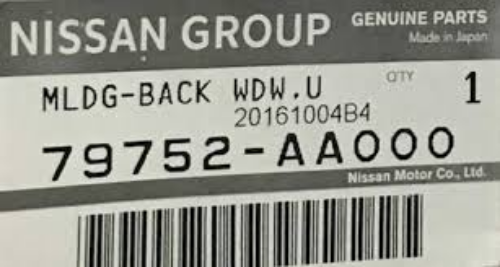 NISSAN GROUP GENUINE PARTS
Made in Japan
MLDG-BACK WDW.U QTY 1
20161004B4
79752-AA000
Nissan Motor Co., Ltd.